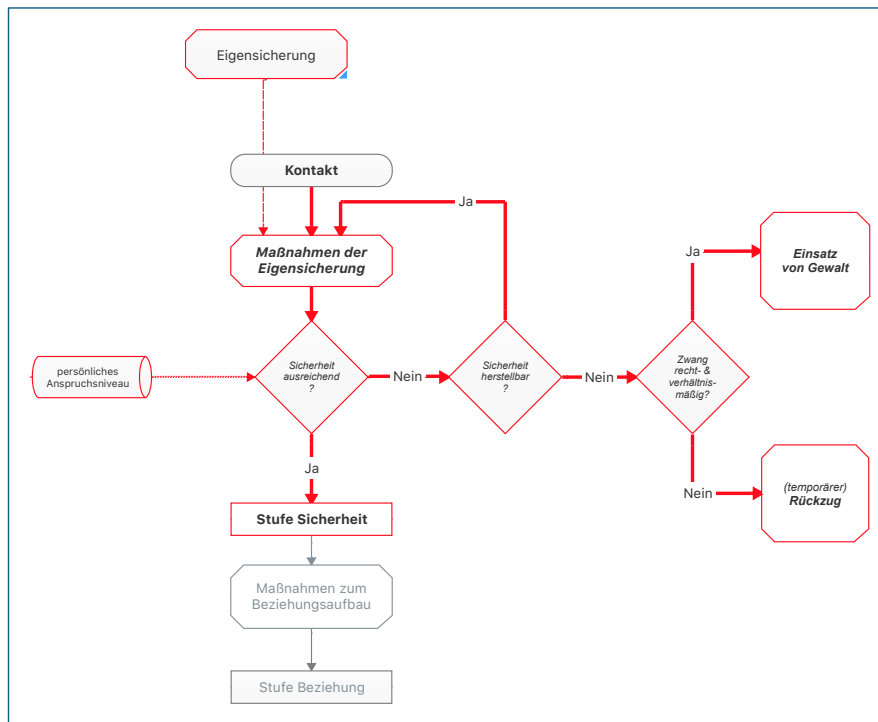 Eigensicherung
Kontakt
Ja
Maßnahmen der
Eigensicherung
Ja
Einsatz
von Gewalt
persönliches
Anspruchsniveau
Sicherheit
ausreichend
?
Nein
Sicherheit
herstellbar
?
Nein
Zwang
recht- &
verhältnis-
mäßig?
Ja
Nein
(temporärer)
Rückzug
Stufe Sicherheit
Maßnahmen zum
Beziehungsaufbau
Stufe Beziehung